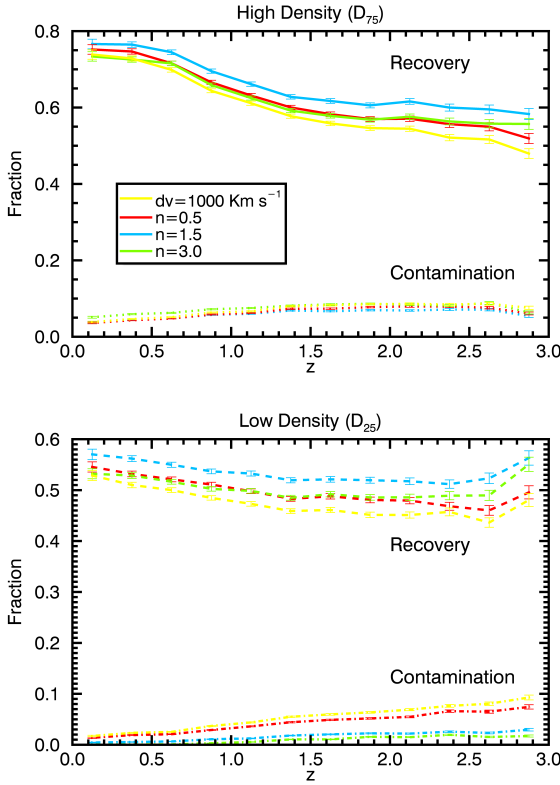 High Density (D75)
0.8
0.6
0.4
0.2
0.0
Fraction
Recovery
dv=1000 Km s−1
n=0.5
n=1.5
n=3.0
Contamination
0.0 0.5 1.0 1.5 2.0 2.5 3.0
z
Low Density (D25)
0.6
0.5
0.4
0.3
0.2
0.1
0.0
Fraction
Recovery
Contamination
0.0 0.5 1.0 1.5 2.0 2.5 3.0
z